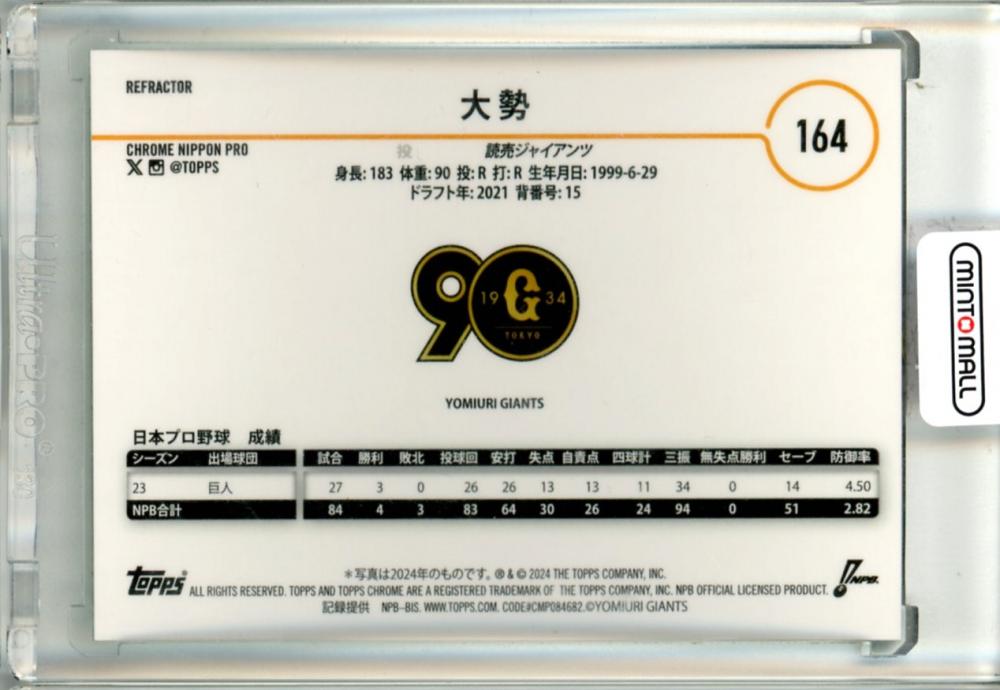 REFRACTOR
大勢
164
CHROME NIPPON PRO
投 読売ジャイアンツ
@TOPPS
身長: 183 体重: 90 投: R 打: R 生年月日: 1999-6-29
ドラフト年: 2021 背番号: 15
90
19 G 34
TOKYO
YOMIURI GIANTS
日本プロ野球 成績
シーズン 出場球団 試合 勝利 敗北 投球回 安打 失点 自責点 四球計 三振 無失点勝利 セーブ 防御率
23 巨人 27 3 0 26 26 13 13 11 34 0 14 4.50
NPB合計 84 4 3 83 64 30 26 24 94 0 51 2.82
topps
*写真は2024年のものです。 ® & © 2024 THE TOPPS COMPANY, INC.
ALL RIGHTS RESERVED. TOPPS AND TOPPS CHROME ARE A REGISTERED TRADEMARK OF THE TOPPS COMPANY, INC. NPB OFFICIAL LICENSED PRODUCT.
記録提供 NPB-BIS. WWW.TOPPS.COM. CODE#CMP084682.©YOMIURI GIANTS
NPB
MINTOMALL
Ultra·PRO®